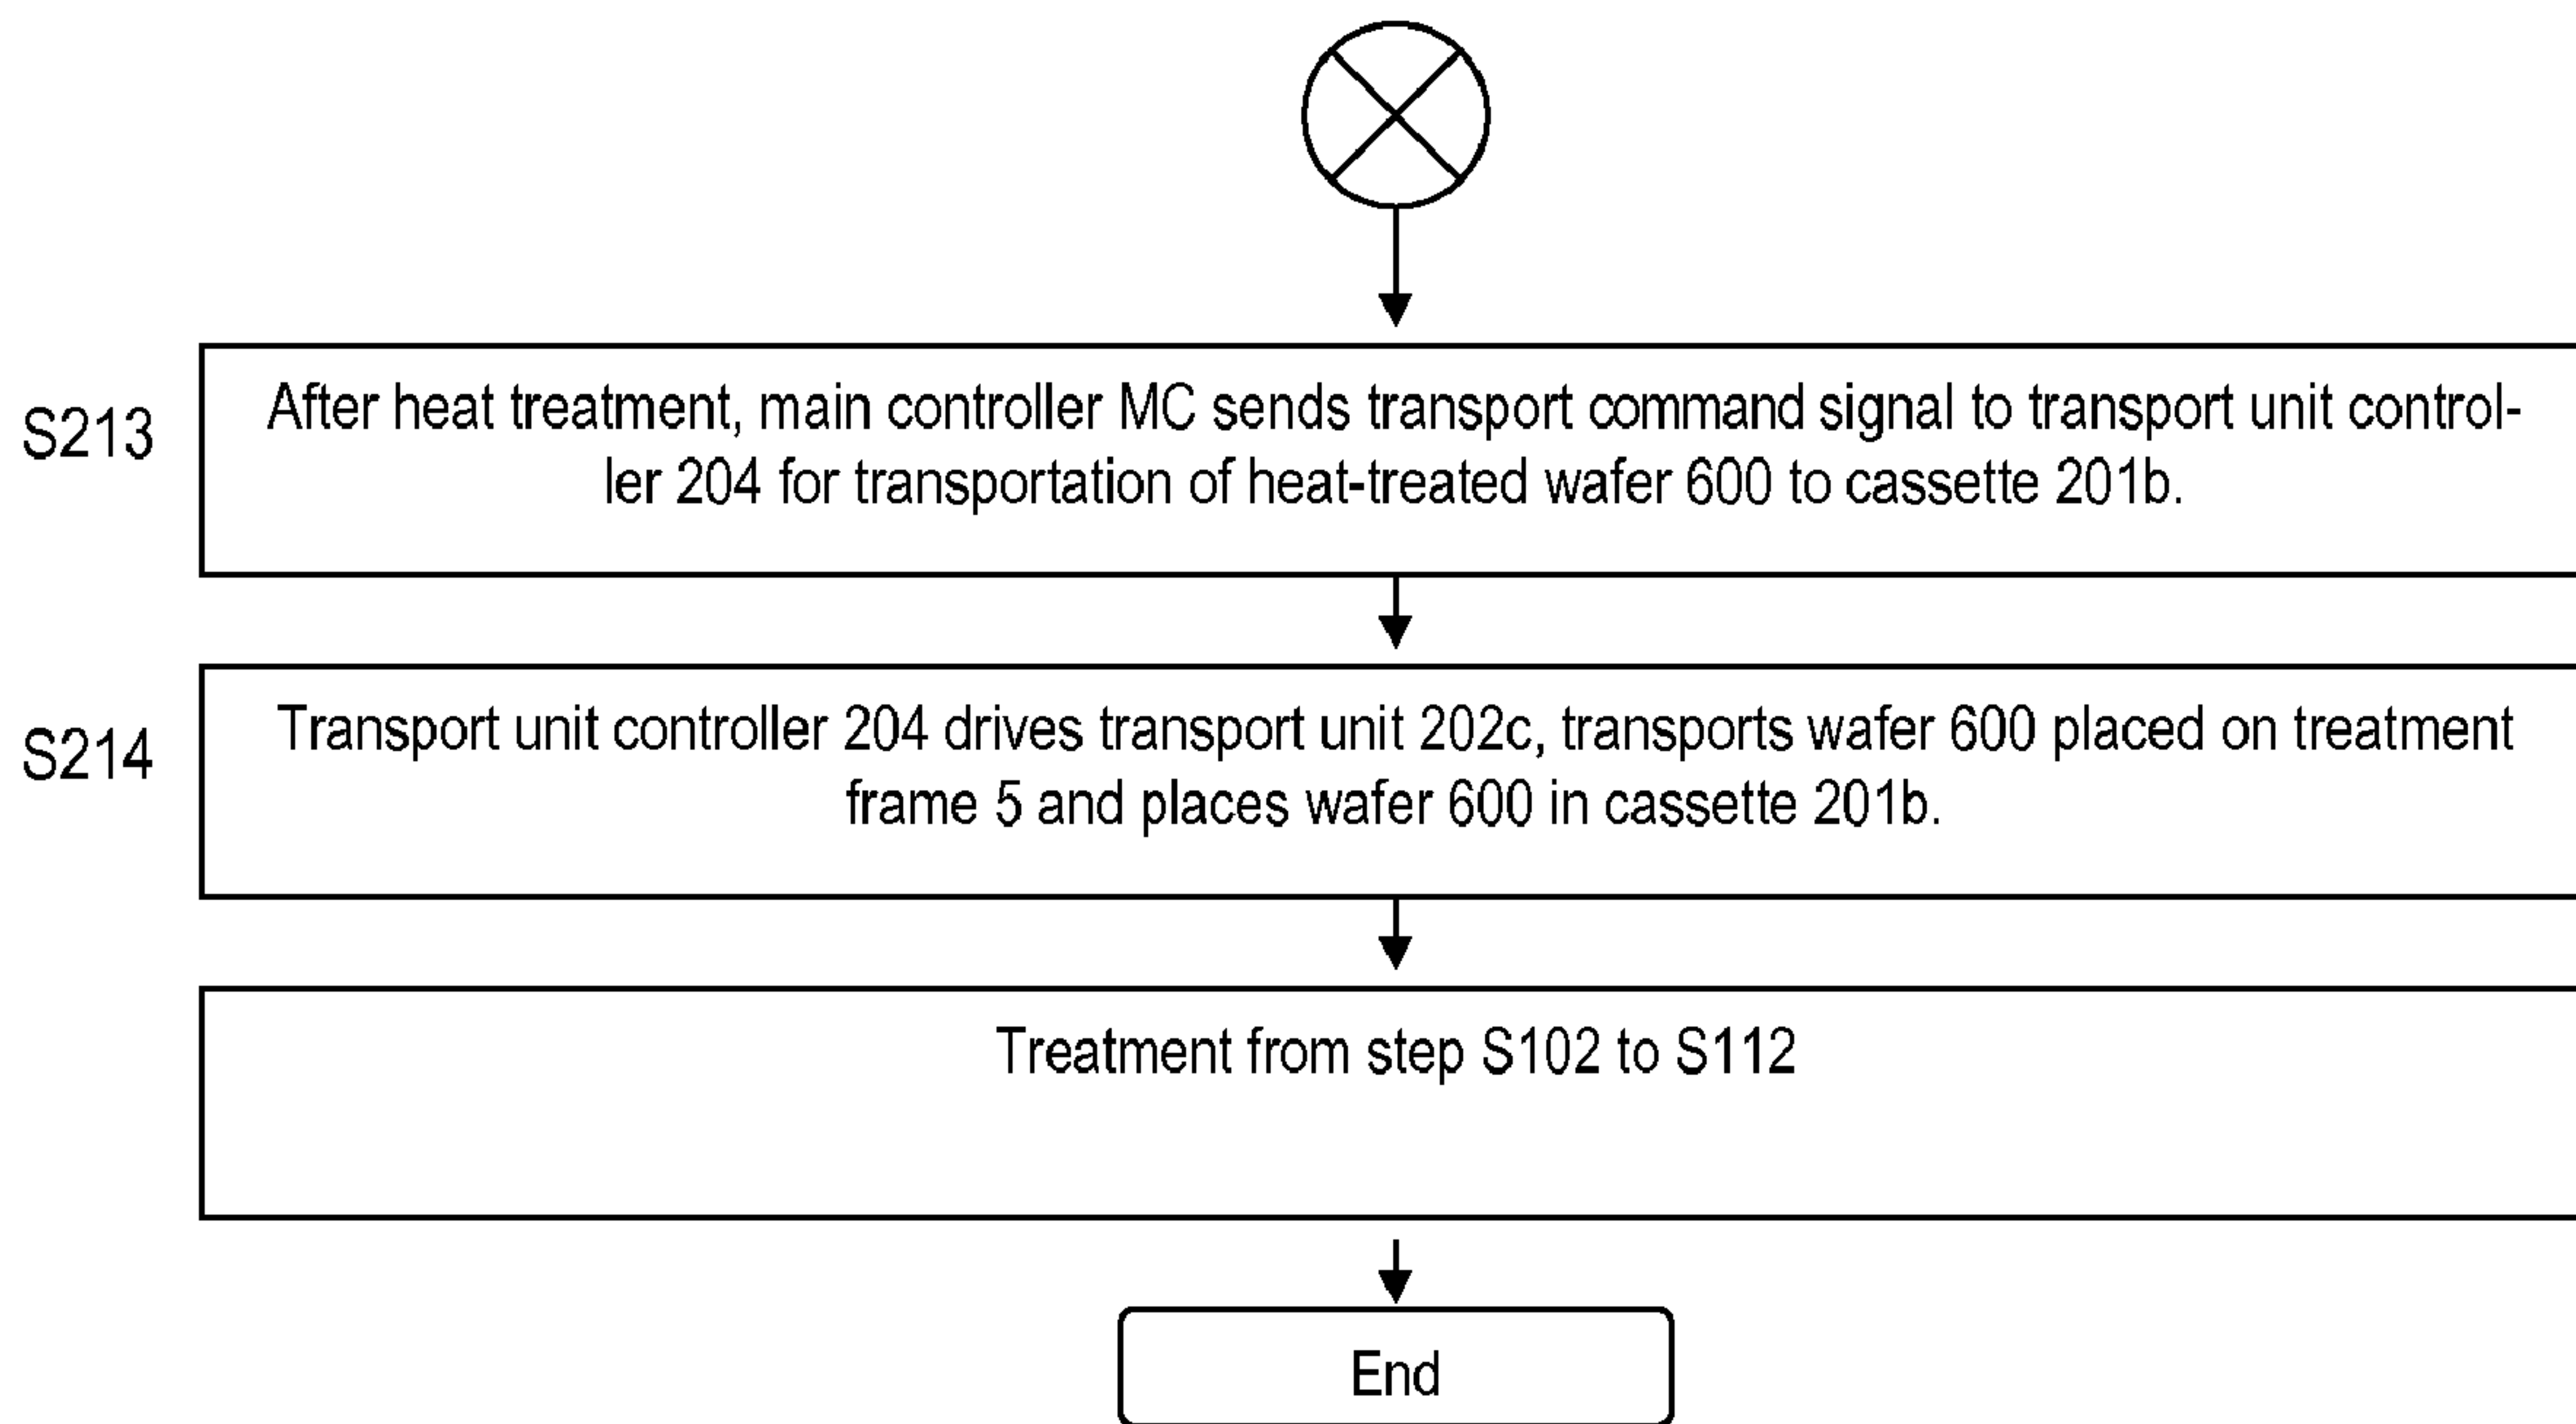 S213
After heat treatment, main controller MC sends transport command signal to transport unit control-
ler 204 for transportation of heat-treated wafer 600 to cassette 201b.
S214
Transport unit controller 204 drives transport unit 202c, transports wafer 600 placed on treatment
frame 5 and places wafer 600 in cassette 201b.
Treatment from step S102 to S112
End